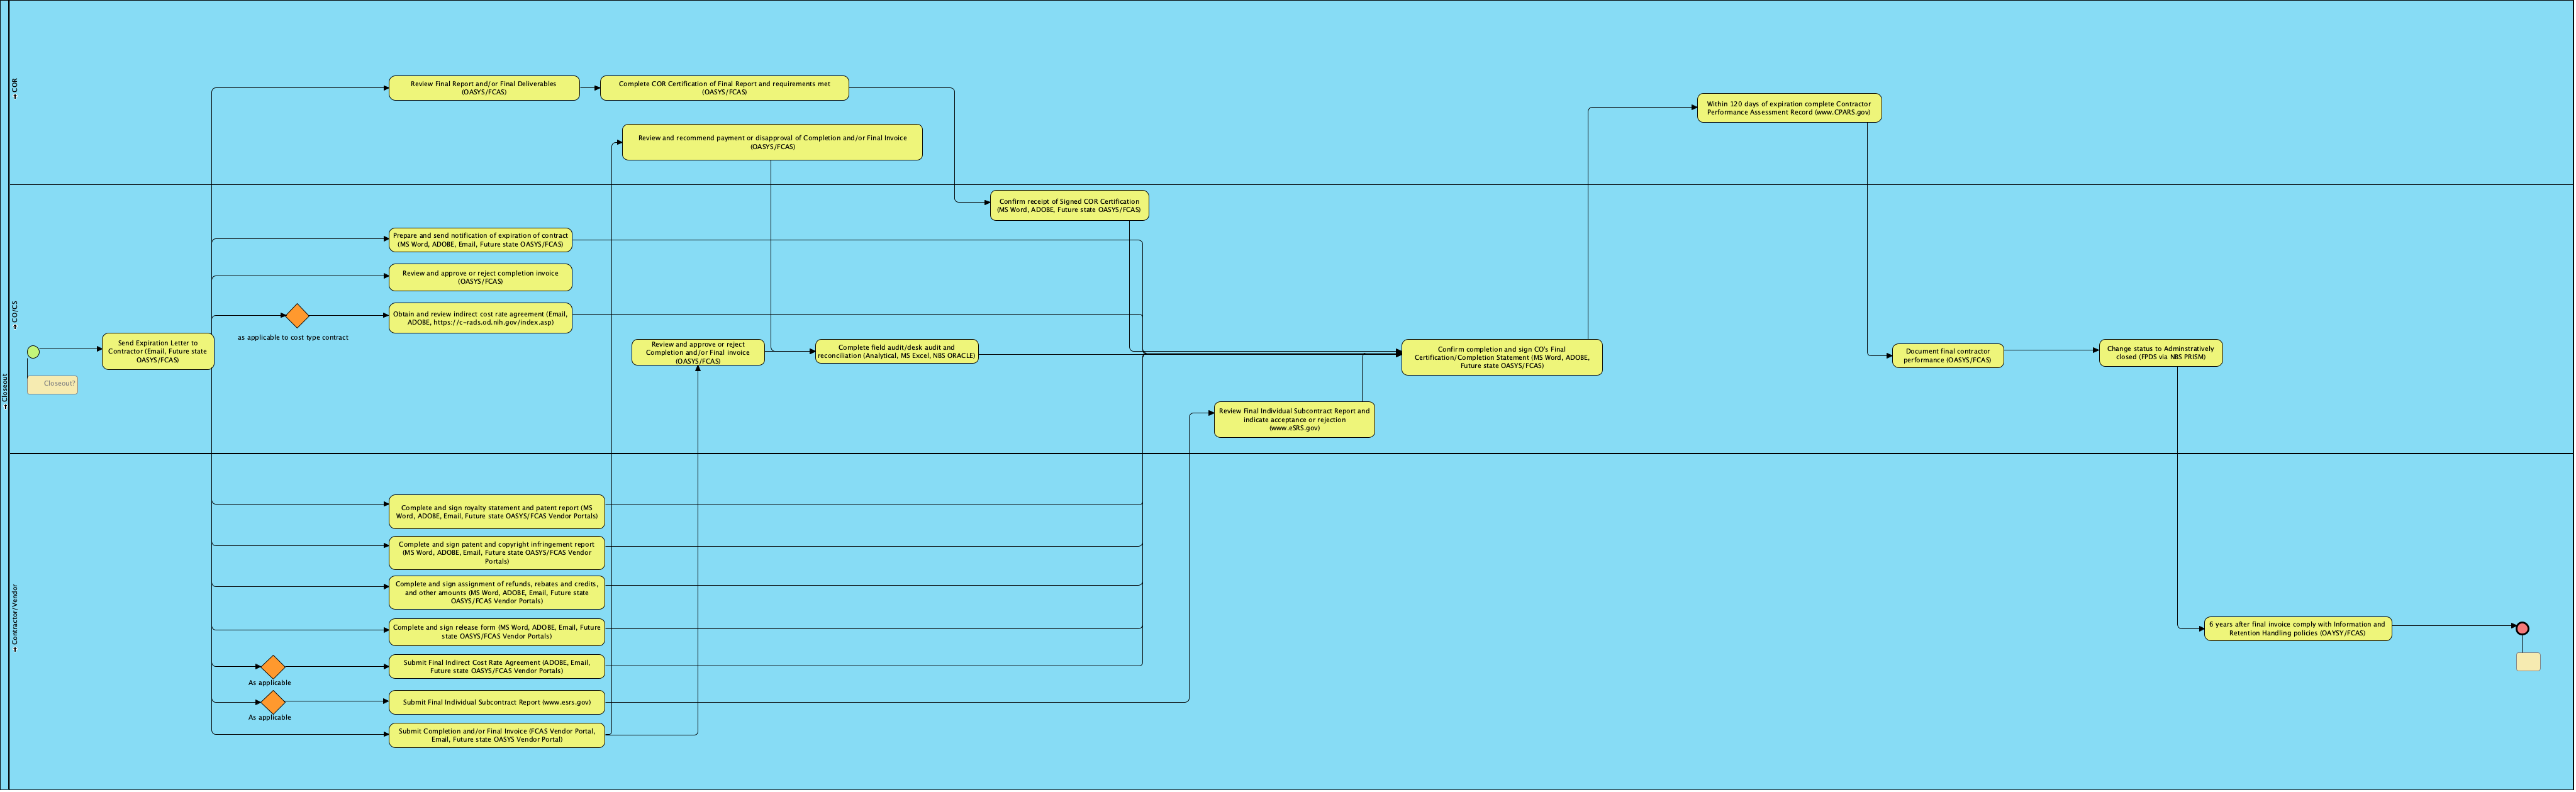 COR
Review Final Report and/or Final Deliverables
(OASYS/FCAS)
Complete COR Certification of Final Report and requirements met
(OASYS/FCAS)
Within 120 days of expiration complete Contractor
Performance Assessment Record (www.CPARS.gov)
Review and recommend payment or disapproval of Completion and/or Final Invoice
(OASYS/FCAS)
Closeout
CO/CS
Confirm receipt of Signed COR Certification
(MS Word, ADOBE, Future state OASYS/FCAS)
Prepare and send notification of expiration of contract
(MS Word, ADOBE, Email, Future state OASYS/FCAS)
Review and approve or reject completion invoice
(OASYS/FCAS)
Obtain and review indirect cost rate agreement (Email,
ADOBE, https://c-rads.od.nih.gov/index.asp)
as applicable to cost type contract
Send Expiration Letter to
Contractor (Email, Future state
OASYS/FCAS)
Closeout?
Review and approve or reject
Completion and/or Final invoice
(OASYS/FCAS)
Complete field audit/desk audit and
reconciliation (Analytical, MS Excel, NBS ORACLE)
Confirm completion and sign CO's Final
Certification/Completion Statement (MS Word, ADOBE,
Future state OASYS/FCAS)
Document final contractor
performance (OASYS/FCAS)
Change status to Adminstratively
closed (FPDS via NBS PRISM)
Review Final Individual Subcontract Report and
indicate acceptance or rejection
(www.eSRS.gov)
Contractor/Vendor
Complete and sign royalty statement and patent report (MS
Word, ADOBE, Email, Future state OASYS/FCAS Vendor Portals)
Complete and sign patent and copyright infringement report
(MS Word, ADOBE, Email, Future state OASYS/FCAS Vendor
Portals)
Complete and sign assignment of refunds, rebates and credits,
and other amounts (MS Word, ADOBE, Email, Future state
OASYS/FCAS Vendor Portals)
Complete and sign release form (MS Word, ADOBE, Email, Future
state OASYS/FCAS Vendor Portals)
6 years after final invoice comply with Information and
Retention Handling policies (OAYSY/FCAS)
Submit Final Indirect Cost Rate Agreement (ADOBE, Email,
Future state OASYS/FCAS Vendor Portals)
As applicable
Submit Final Individual Subcontract Report (www.esrs.gov)
As applicable
Submit Completion and/or Final Invoice (FCAS Vendor Portal,
Email, Future state OASYS Vendor Portal)